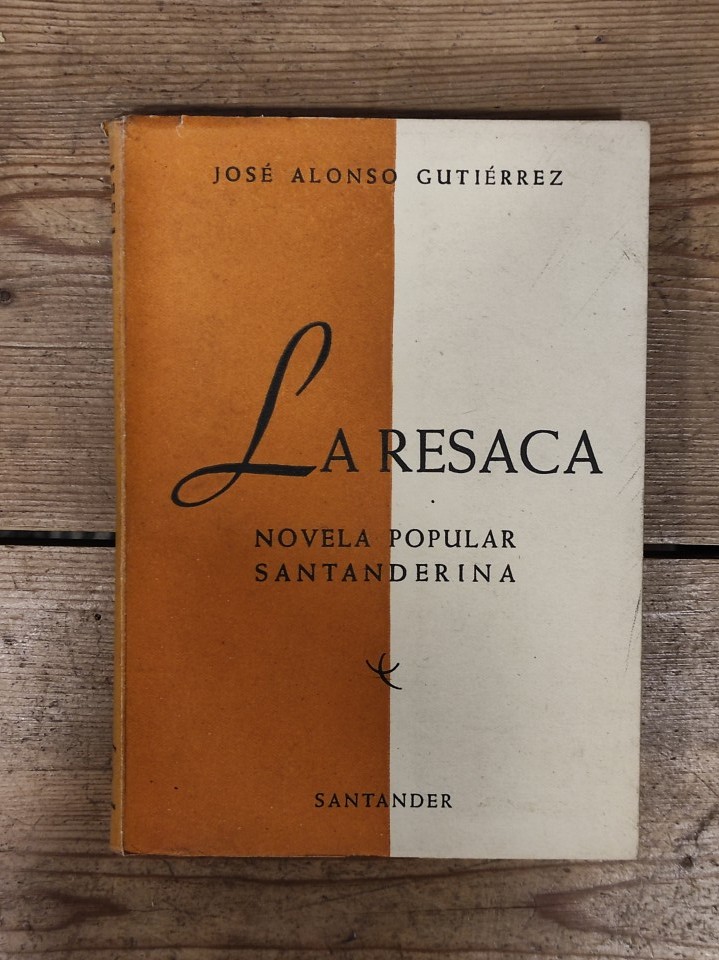 JOSÉ ALONSO GUTIÉRREZ
LA RESACA
NOVELA POPULAR
SANTANDERINA
SANTANDER